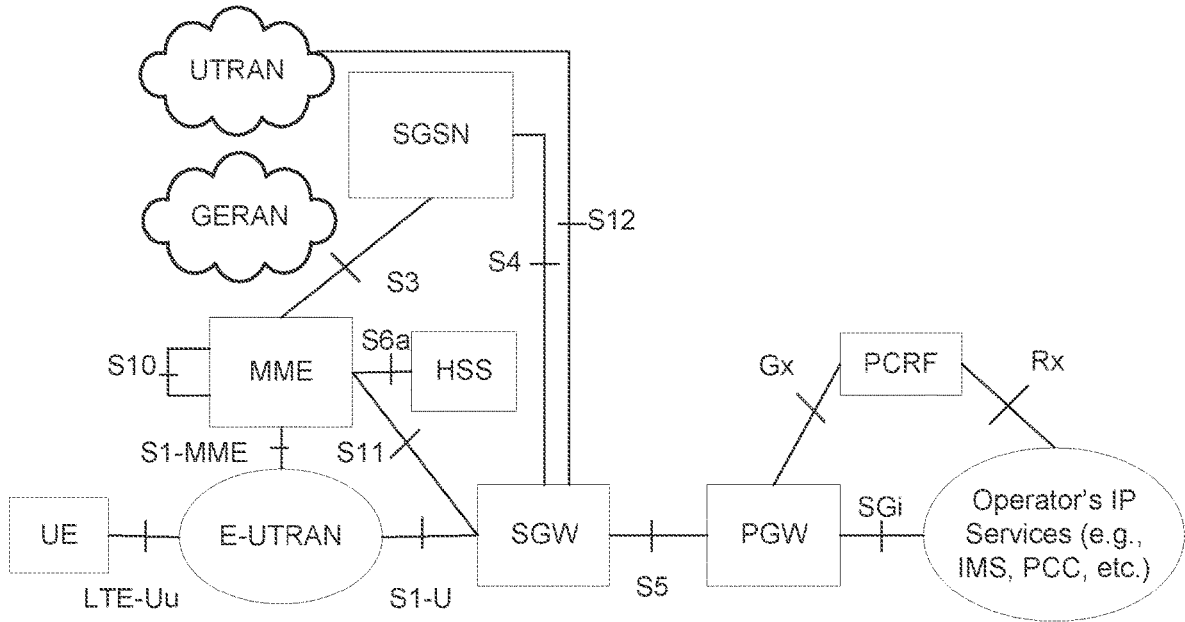 UTRAN
SGSN
GERAN
S12
S4
S3
S6a
S10
MME
HSS
Gx
PCRF
Rx
S1-MME
S11
UE
E-UTRAN
SGW
PGW
SGi
Operator's IP
Services (e.g.,
IMS, PCC, etc.)
LTE-Uu
S1-U
S5